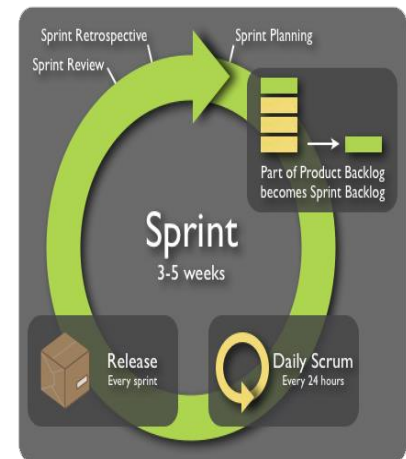 Sprint Retrospective
Sprint Planning
Sprint Review
Part of Product Backlog
becomes Sprint Backlog
Sprint
3-5 weeks
Release
Every sprint
Daily Scrum
Every 24 hours